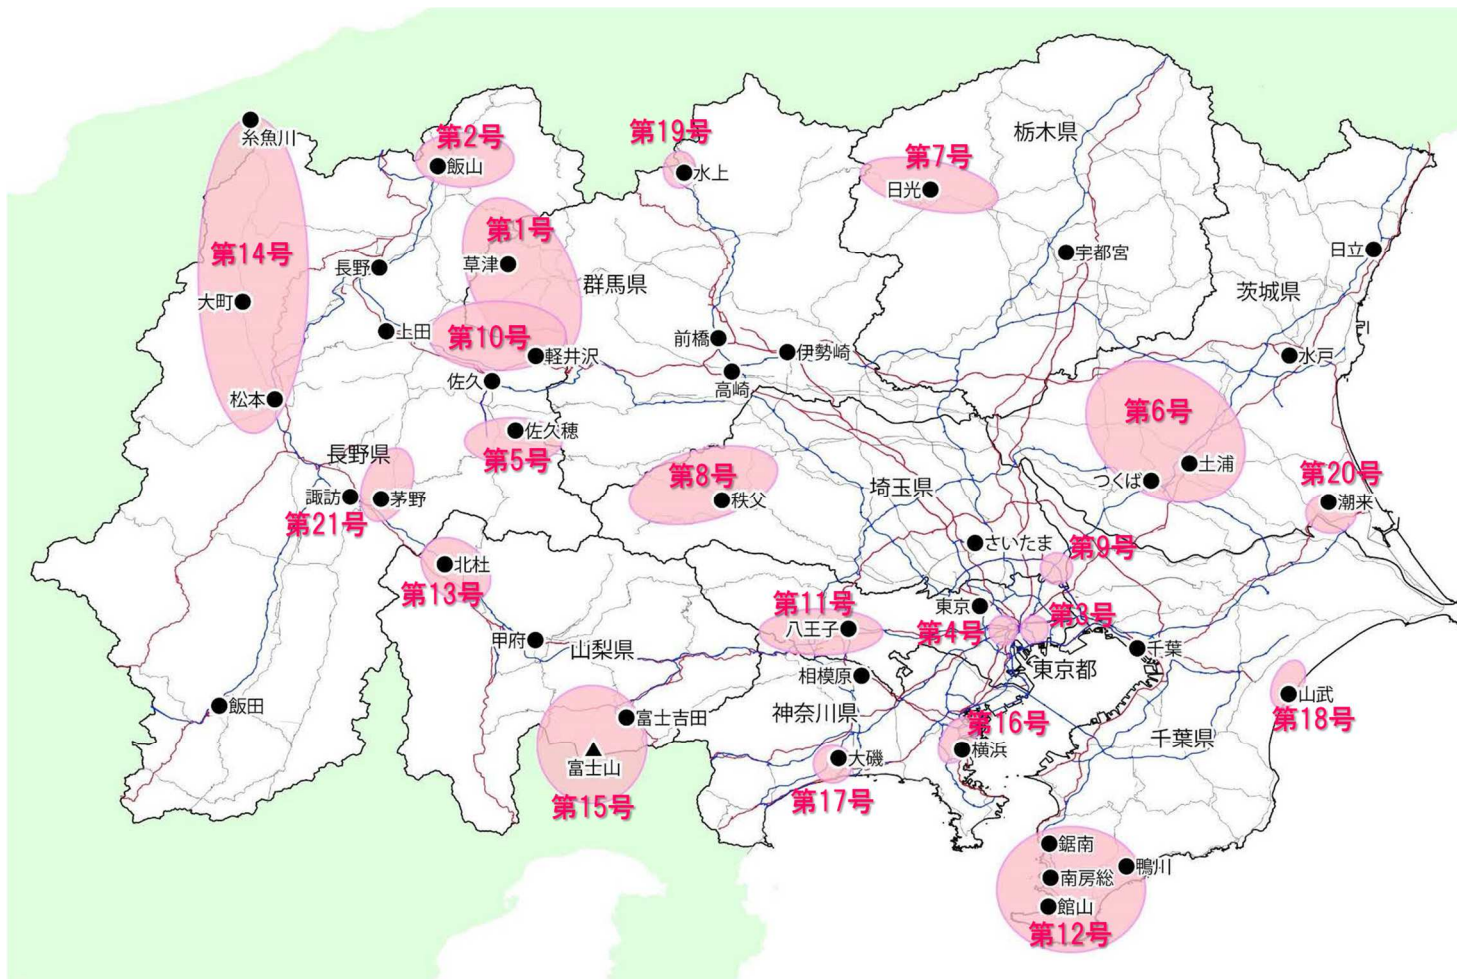 糸魚川
第2号
飯山
第19号
水上
第7号
日光
栃木県
第1号
草津
群馬県
第14号
大町
長野
上田
第10号
軽井沢
佐久
前橋
伊勢崎
高崎
宇都宮
日立
茨城県
水戸
松本
長野県
佐久穂
第5号
諏訪
茅野
第21号
第8号
秩父
埼玉県
第6号
土浦
つくば
第20号
潮来
さいたま
第9号
北杜
第13号
甲府
山梨県
第11号
八王子
東京
第4号
第3号
東京都
千葉
相模原
神奈川県
飯田
富士吉田
富士山
第15号
大磯
第17号
第16号
横浜
山武
第18号
千葉県
鋸南
南房総
鴨川
館山
第12号